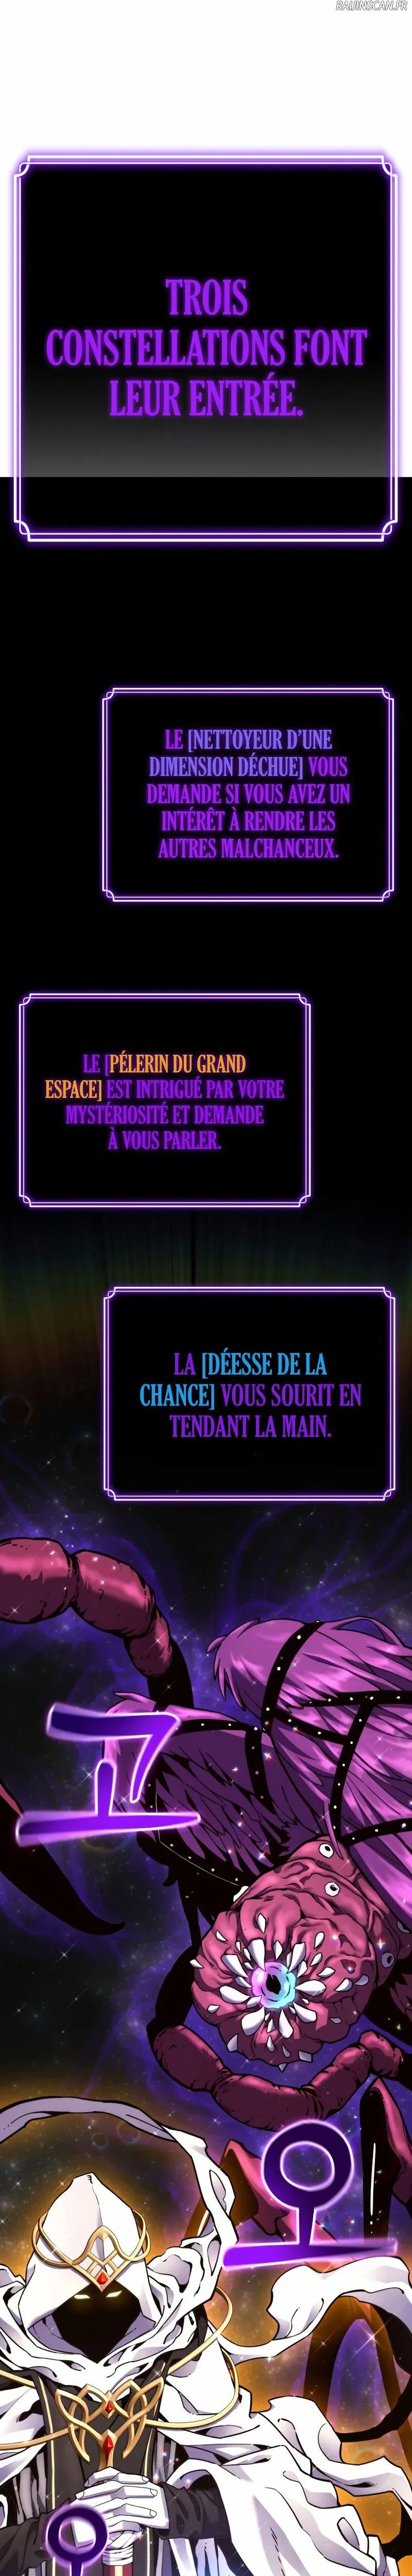 RAIJINSCAN.FR
TROIS
CONSTELLATIONS FONT
LEUR ENTRÉE.
LE [NETTOYEUR D'UNE
DIMENSION DÉCHUE] VOUS
DEMANDE SI VOUS AVEZ UN
INTÉRÊT À RENDRE LES
AUTRES MALCHANCEUX.
LE [PÉLERIN DU GRAND
ESPACE] EST INTRIGUÉ PAR VOTRE
MYSTÉRIOSITÉ ET DEMANDE
À VOUS PARLER.
LA [DÉESSE DE LA
CHANCE] VOUS SOURIT EN
TENDANT LA MAIN.
고
오